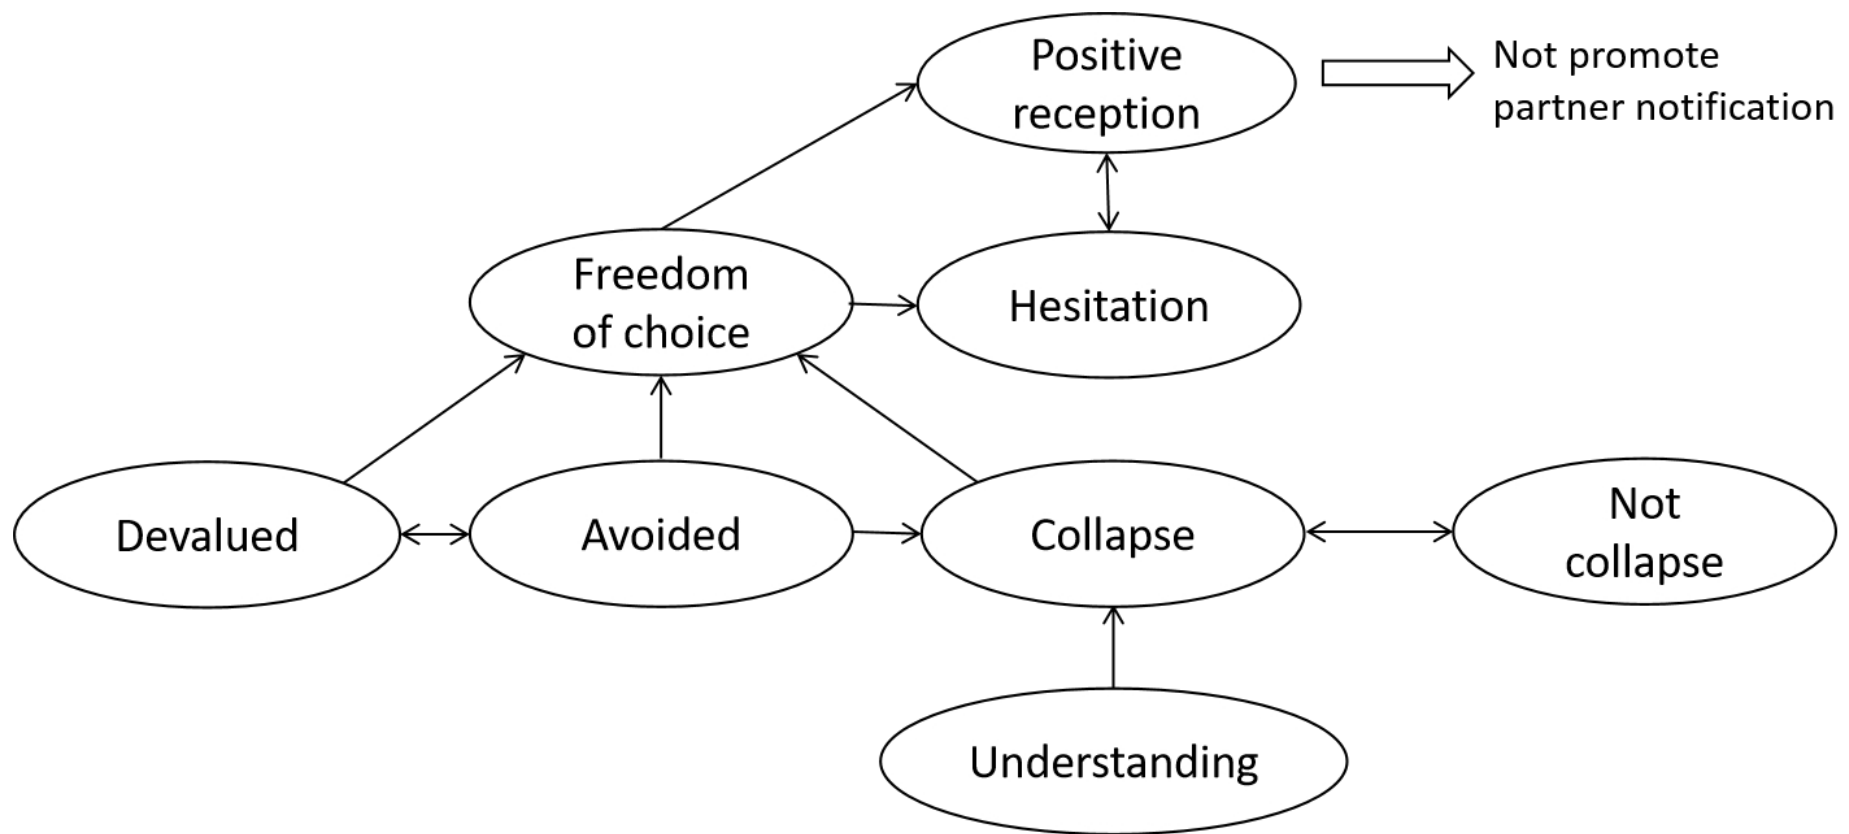 Positive
reception
Not promote
partner notification
Freedom
of choice
Hesitation
Devalued
Avoided
Collapse
Not
collapse
Understanding